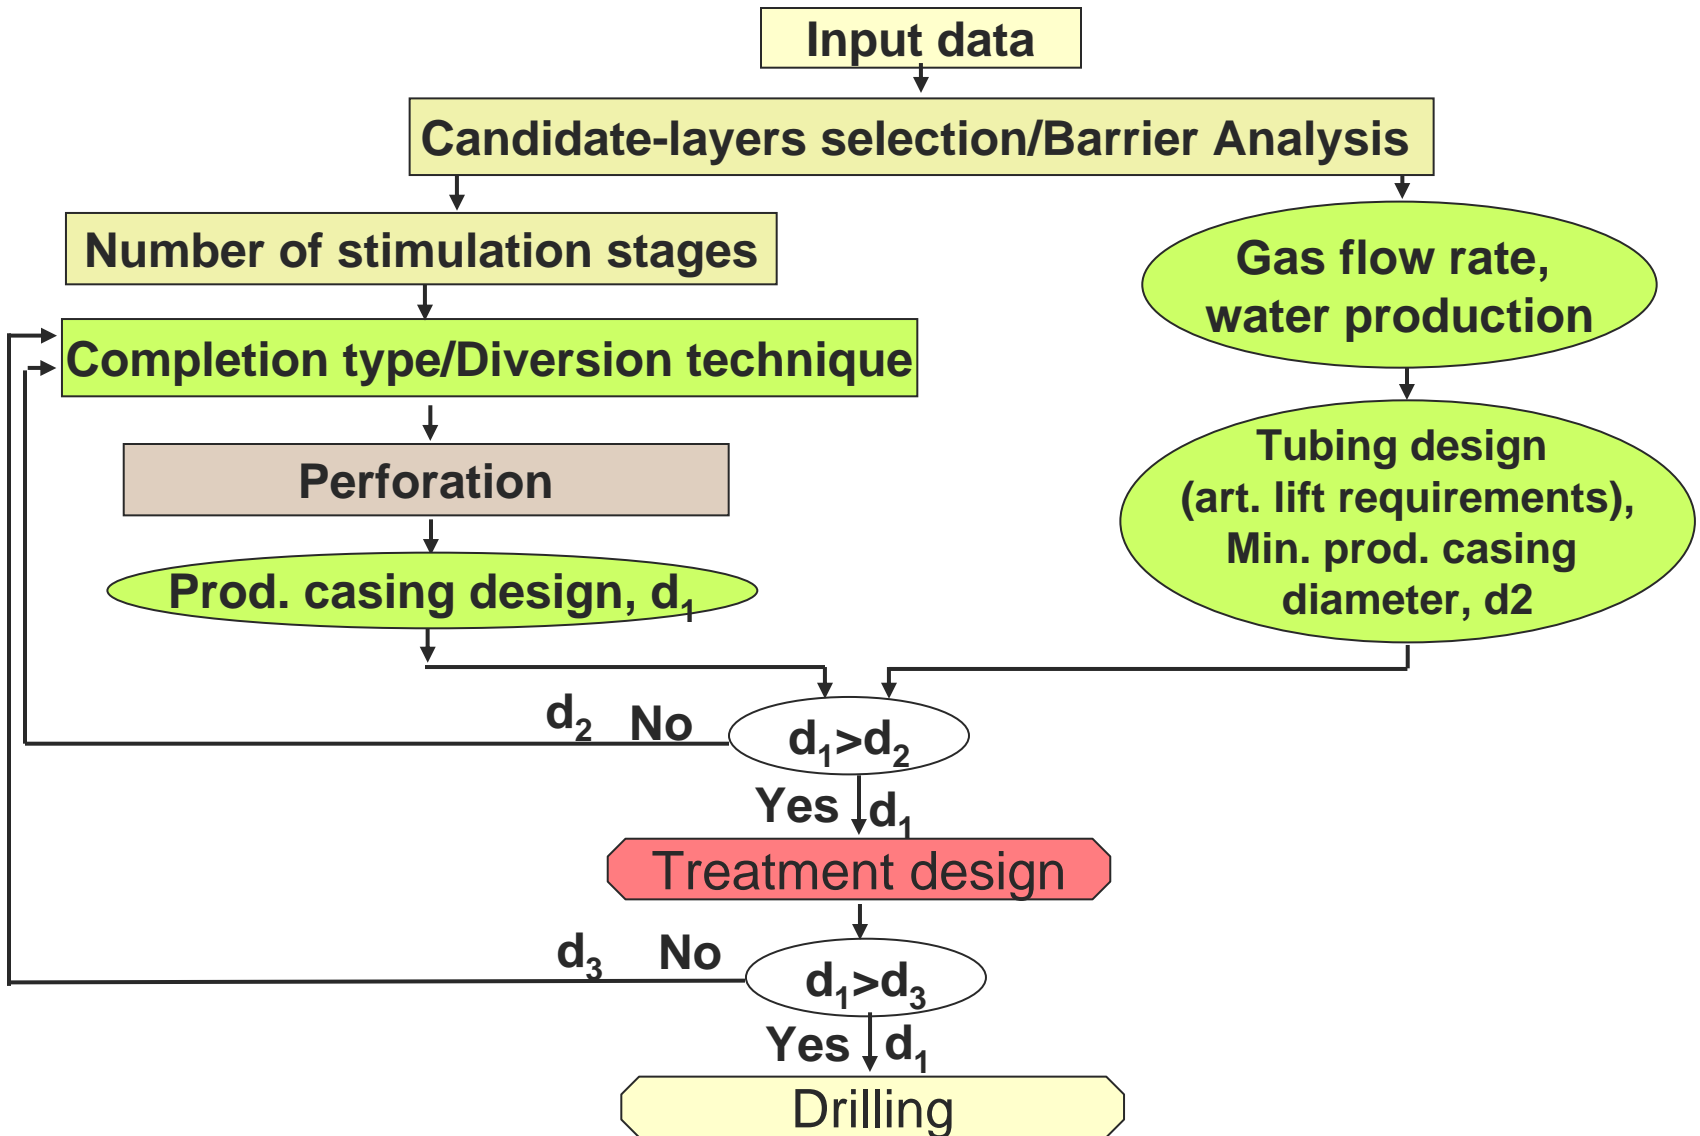 Input data
Candidate-layers selection/Barrier Analysis
Number of stimulation stages
Gas flow rate,
water production
Completion type/Diversion technique
Perforation
Tubing design
(art. lift requirements),
Min. prod. casing
diameter, d2
Prod. casing design, d₁
d₂ No
d₁>d₂
Yes d₁
Treatment design
d₃ No
d₁>d₃
Yes d₁
Drilling